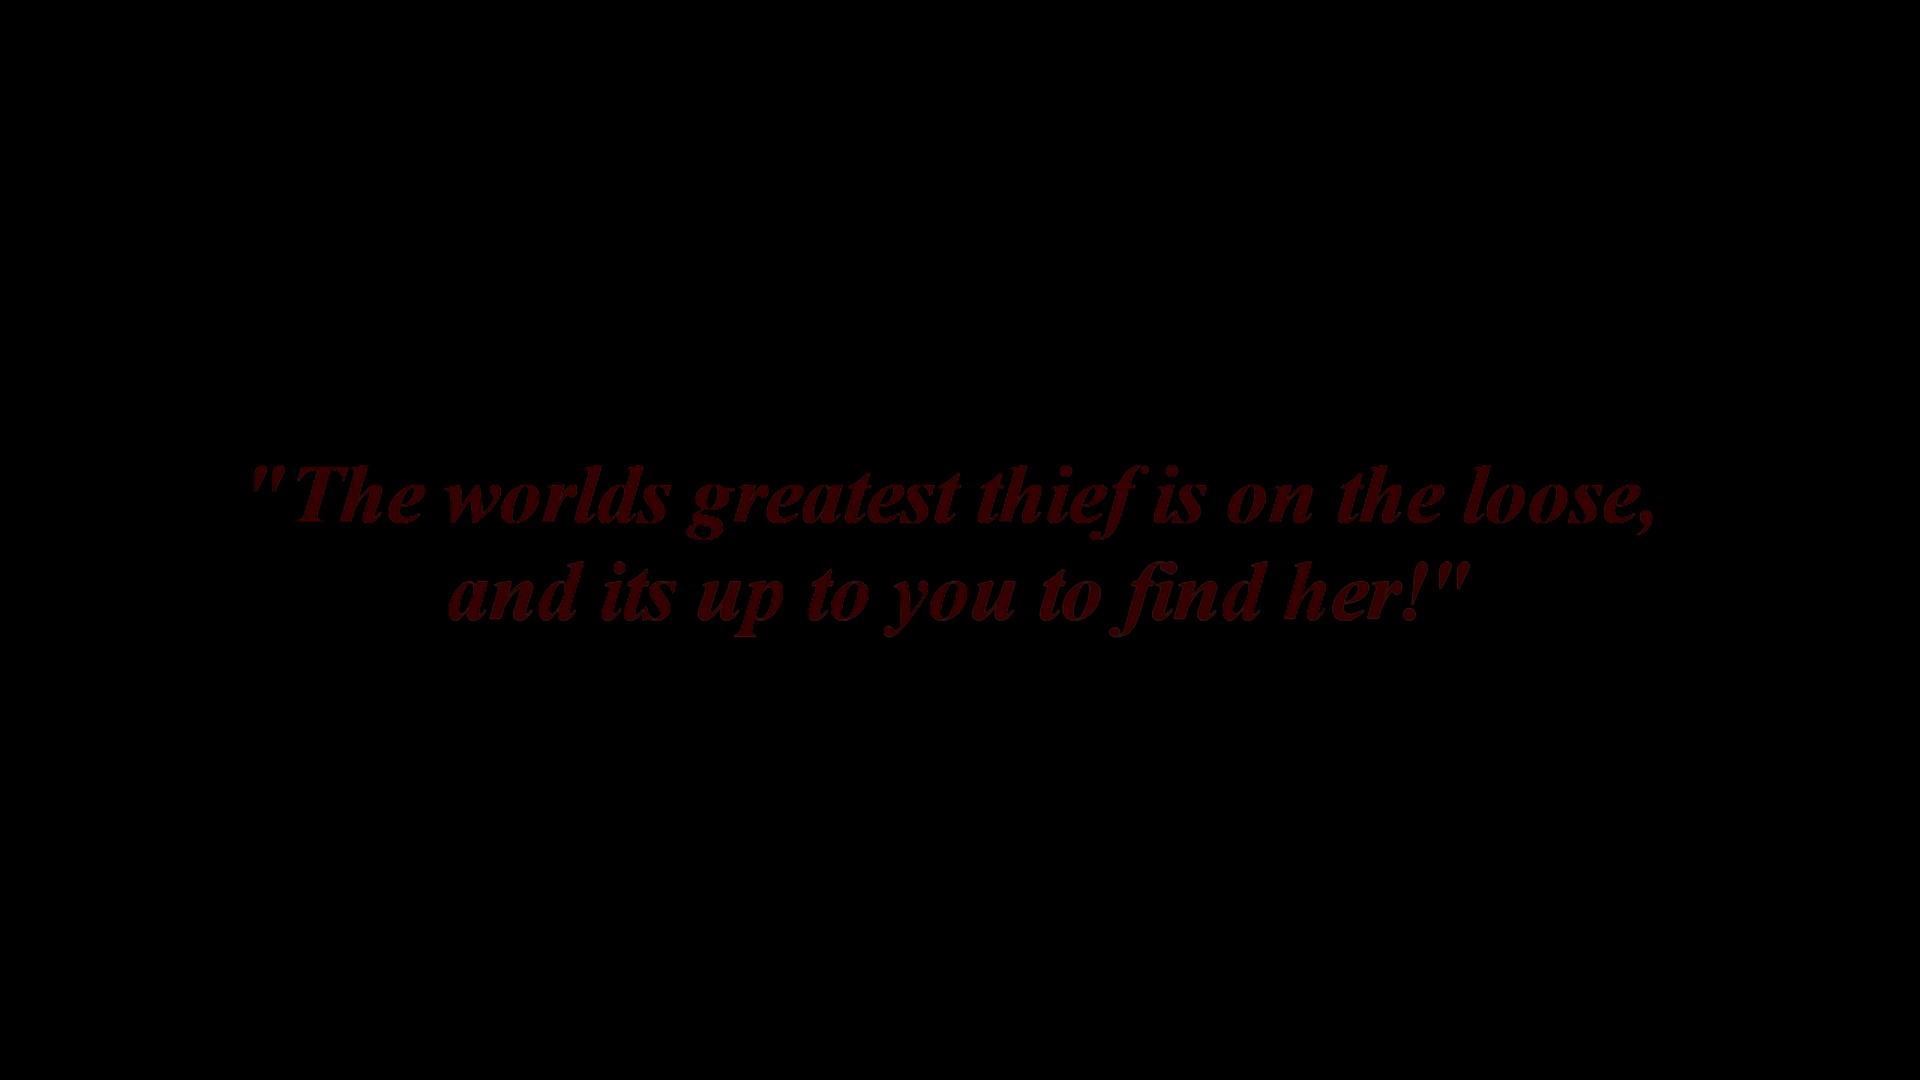 "The worlds greatest thief is on the loose,
and its up to you to find her!"